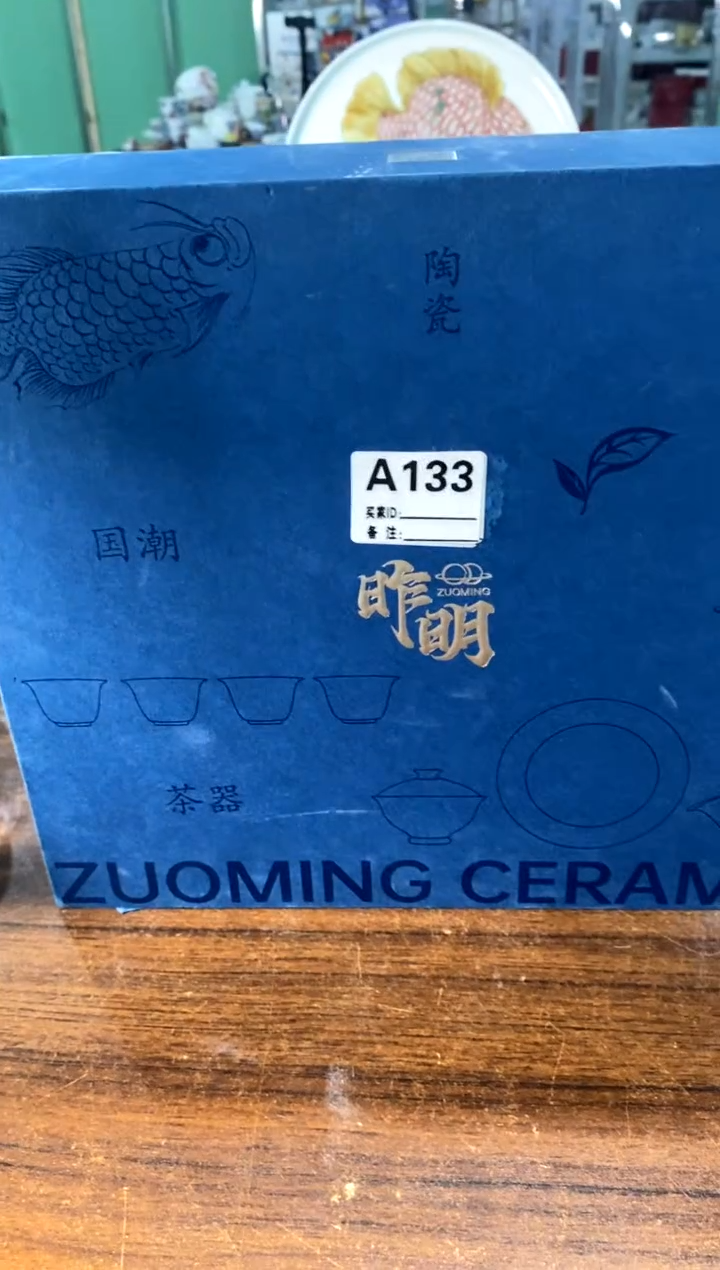 陶瓷
A133
买家ID:
备 注:
国潮
昨明
ZUOMING
茶器
ZUOMING CERAM